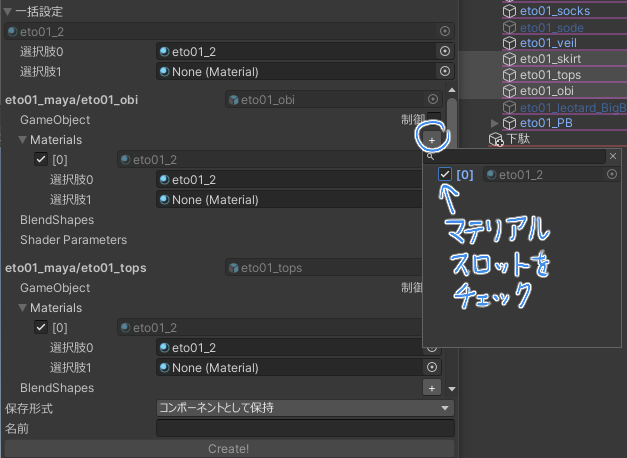 一括設定
eto01_2
選択肢0 eto01_2
選択肢1 None (Material)
eto01_maya/eto01_obi eto01_obi
GameObject 制御
Materials +
[0] eto01_2
選択肢0 eto01_2
選択肢1 None (Material)
BlendShapes
Shader Parameters
eto01_maya/eto01_tops eto01_tops
GameObject 制御
Materials
[0] eto01_2
選択肢0 eto01_2
選択肢1 None (Material)
BlendShapes +
保存形式 コンポーネントとして保持
名前
Create!
eto01_socks
eto01_sode
eto01_veil
eto01_skirt
eto01_tops
eto01_obi
eto01_leotard_BigB
eto01_PB
下駄
[0] eto01_2
マテリアル
スロットを
チェック